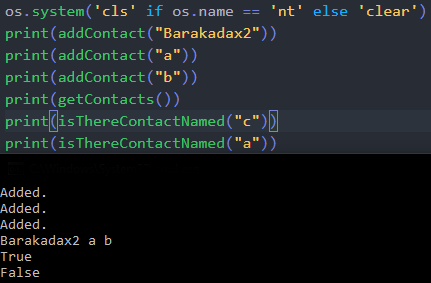 os.system('cls' if os.name == 'nt' else 'clear')
print(addContact("Barakadax2"))
print(addContact("a"))
print(addContact("b"))
print(getContacts())
print(isThereContactNamed("c"))
print(isThereContactNamed("a"))
Added.
Added.
Added.
Barakadax2 a b
True
False